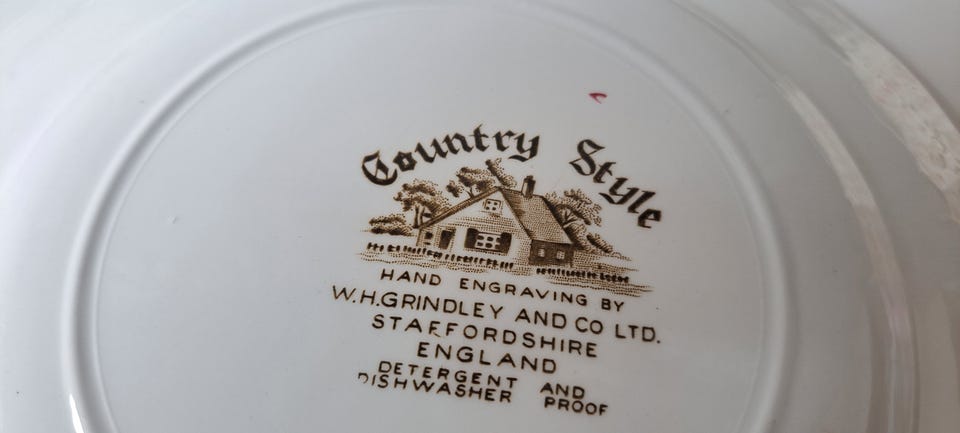 Country Style
HAND ENGRAVING BY
W.H.GRINDLEY AND CO LTD.
STAFFORDSHIRE
ENGLAND
DETERGENT AND
DISHWASHER PROOF